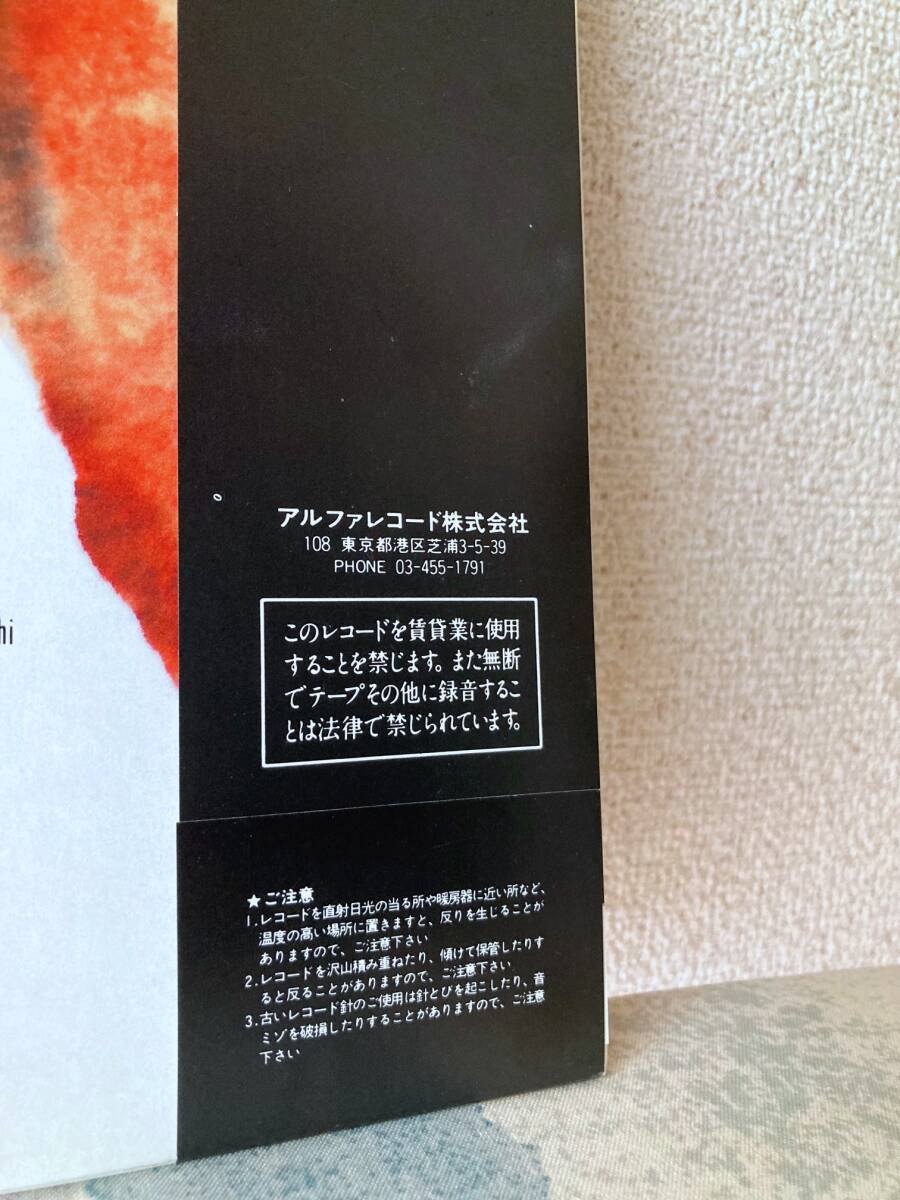 hi
アルファレコード株式会社
108 東京都港区芝浦3-5-39
PHONE 03-455-1791
このレコードを賃貸業に使用
することを禁じます。また無断
でテープその他に録音するこ
とは法律で禁じられています。
★ご注意
1.レコードを直射日光の当る所や暖房器に近い所など、
温度の高い場所に置きますと、反りを生じることが
ありますので、ご注意下さい
2.レコードを沢山積み重ねたり、傾けて保管したりす
ると反ることがありますので、ご注意下さい
3.古いレコード針のご使用は針とびを起こしたり、音
ミゾを破損したりすることがありますので、ご注意
下さい